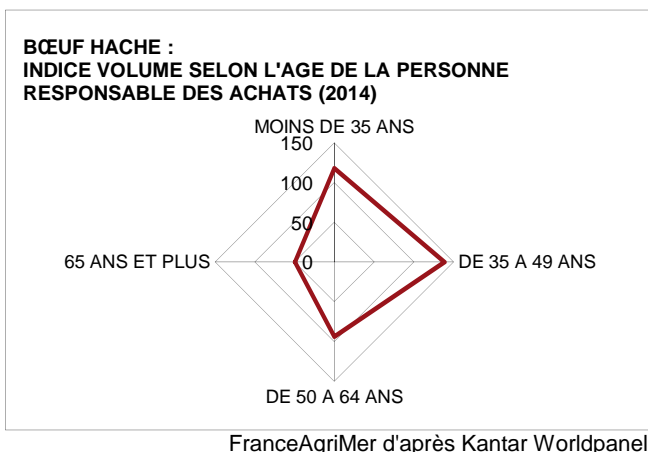 BŒUF HACHE :
INDICE VOLUME SELON L'AGE DE LA PERSONNE
RESPONSABLE DES ACHATS (2014)
MOINS DE 35 ANS
150
100
50
65 ANS ET PLUS
0
DE 35 A 49 ANS
DE 50 A 64 ANS
FranceAgriMer d'après Kantar Worldpanel